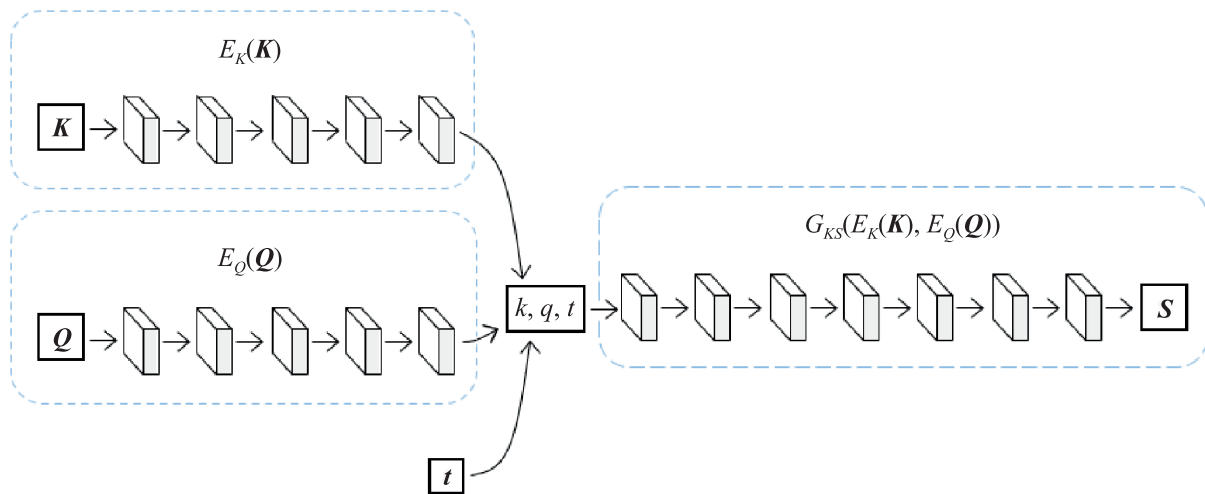 E_K(K)
K
E_Q(Q)
Q
t
k, q, t
G_KS(E_K(K), E_Q(Q))
S